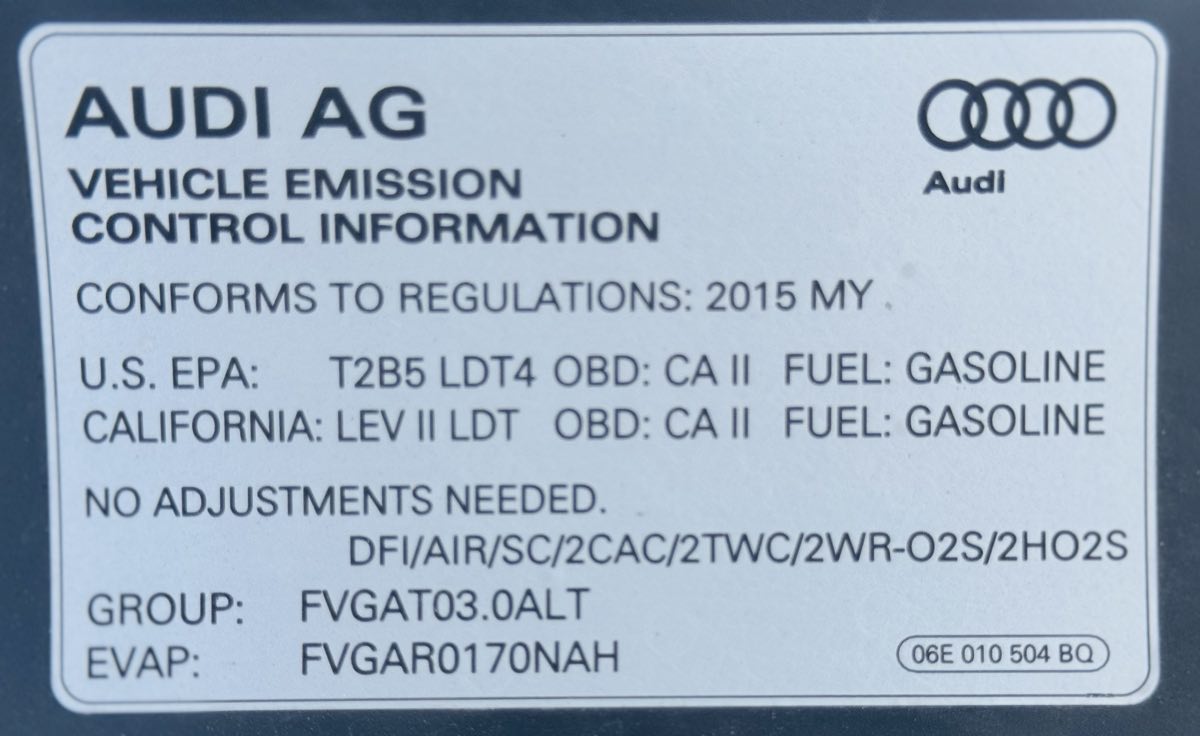 AUDI AG
Audi
VEHICLE EMISSION
CONTROL INFORMATION
CONFORMS TO REGULATIONS: 2015 MY .
U.S. EPA: T2B5 LDT4 OBD: CA II FUEL: GASOLINE
CALIFORNIA: LEV II LDT OBD: CA II FUEL: GASOLINE
NO ADJUSTMENTS NEEDED.
DFI/AIR/SC/2CAC/2TWC/2WR-O2S/2HO2S
GROUP: FVGAT03.0ALT
EVAP: FVGAR0170NAH
06E 010 504 BQ